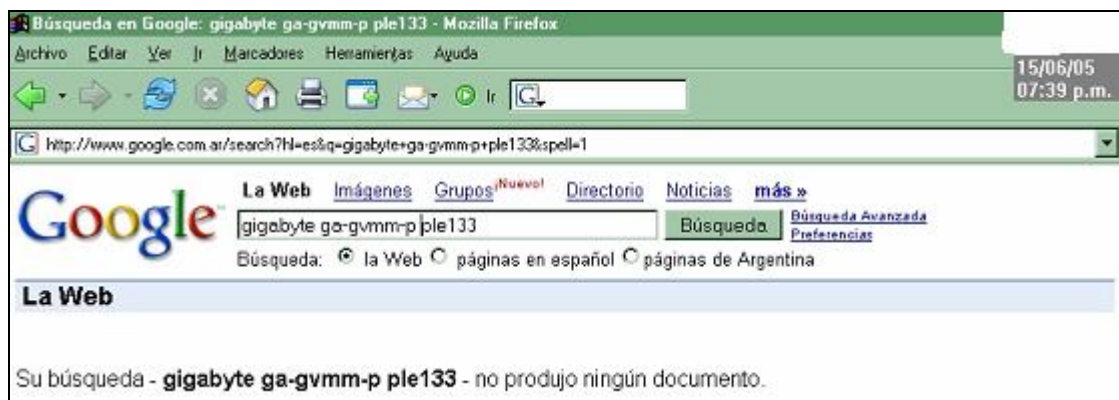 Búsqueda en Google: gigabyte ga-gvmm-p ple133 - Mozilla Firefox
Archivo Editar Ver Ir Marcadores Herramientas Ayuda
15/06/05
07:39 p.m.
Ir G
G http://www.google.com.ar/search?hl=es&q=gigabyte+ga-gvmm-p+ple133&spell=1
Google™ La Web Imágenes Grupos ¡Nuevo! Directorio Noticias más »
gigabyte ga-gvmm-p ple133 Búsqueda Búsqueda Avanzada
Preferencias
Búsqueda: la Web páginas en español páginas de Argentina
La Web
Su búsqueda - gigabyte ga-gvmm-p ple133 - no produjo ningún documento.